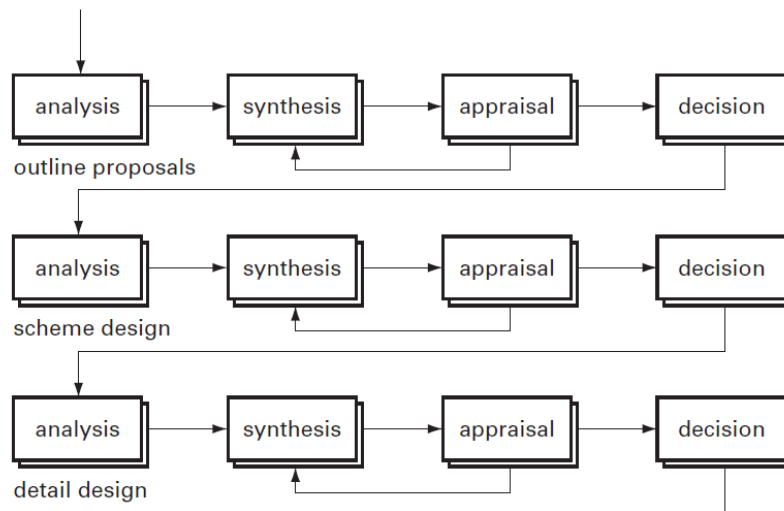 analysis synthesis appraisal decision
outline proposals
analysis synthesis appraisal decision
scheme design
analysis synthesis appraisal decision
detail design